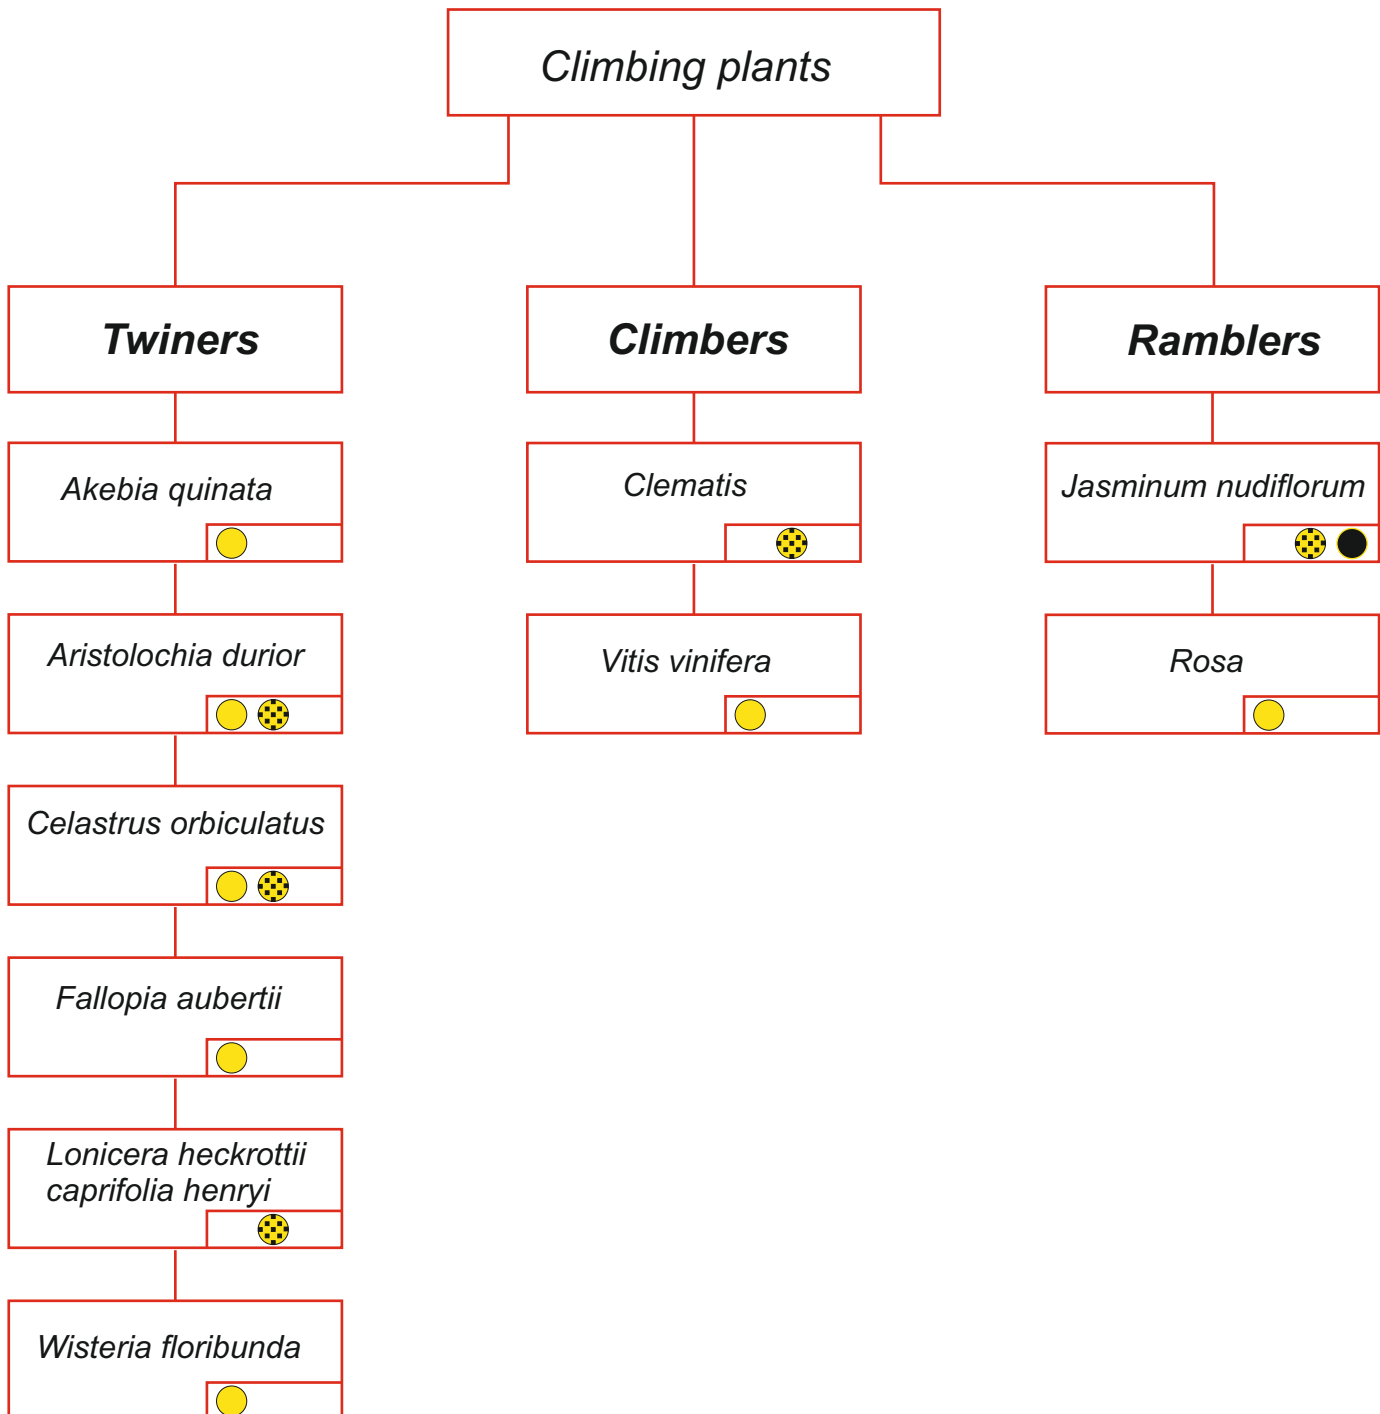 Climbing plants
Twiners
Climbers
Ramblers
Akebia quinata
Clematis
Jasminum nudiflorum
Aristolochia durior
Vitis vinifera
Rosa
Celastrus orbiculatus
Fallopia aubertii
Lonicera heckrottii
caprifolia henryi
Wisteria floribunda